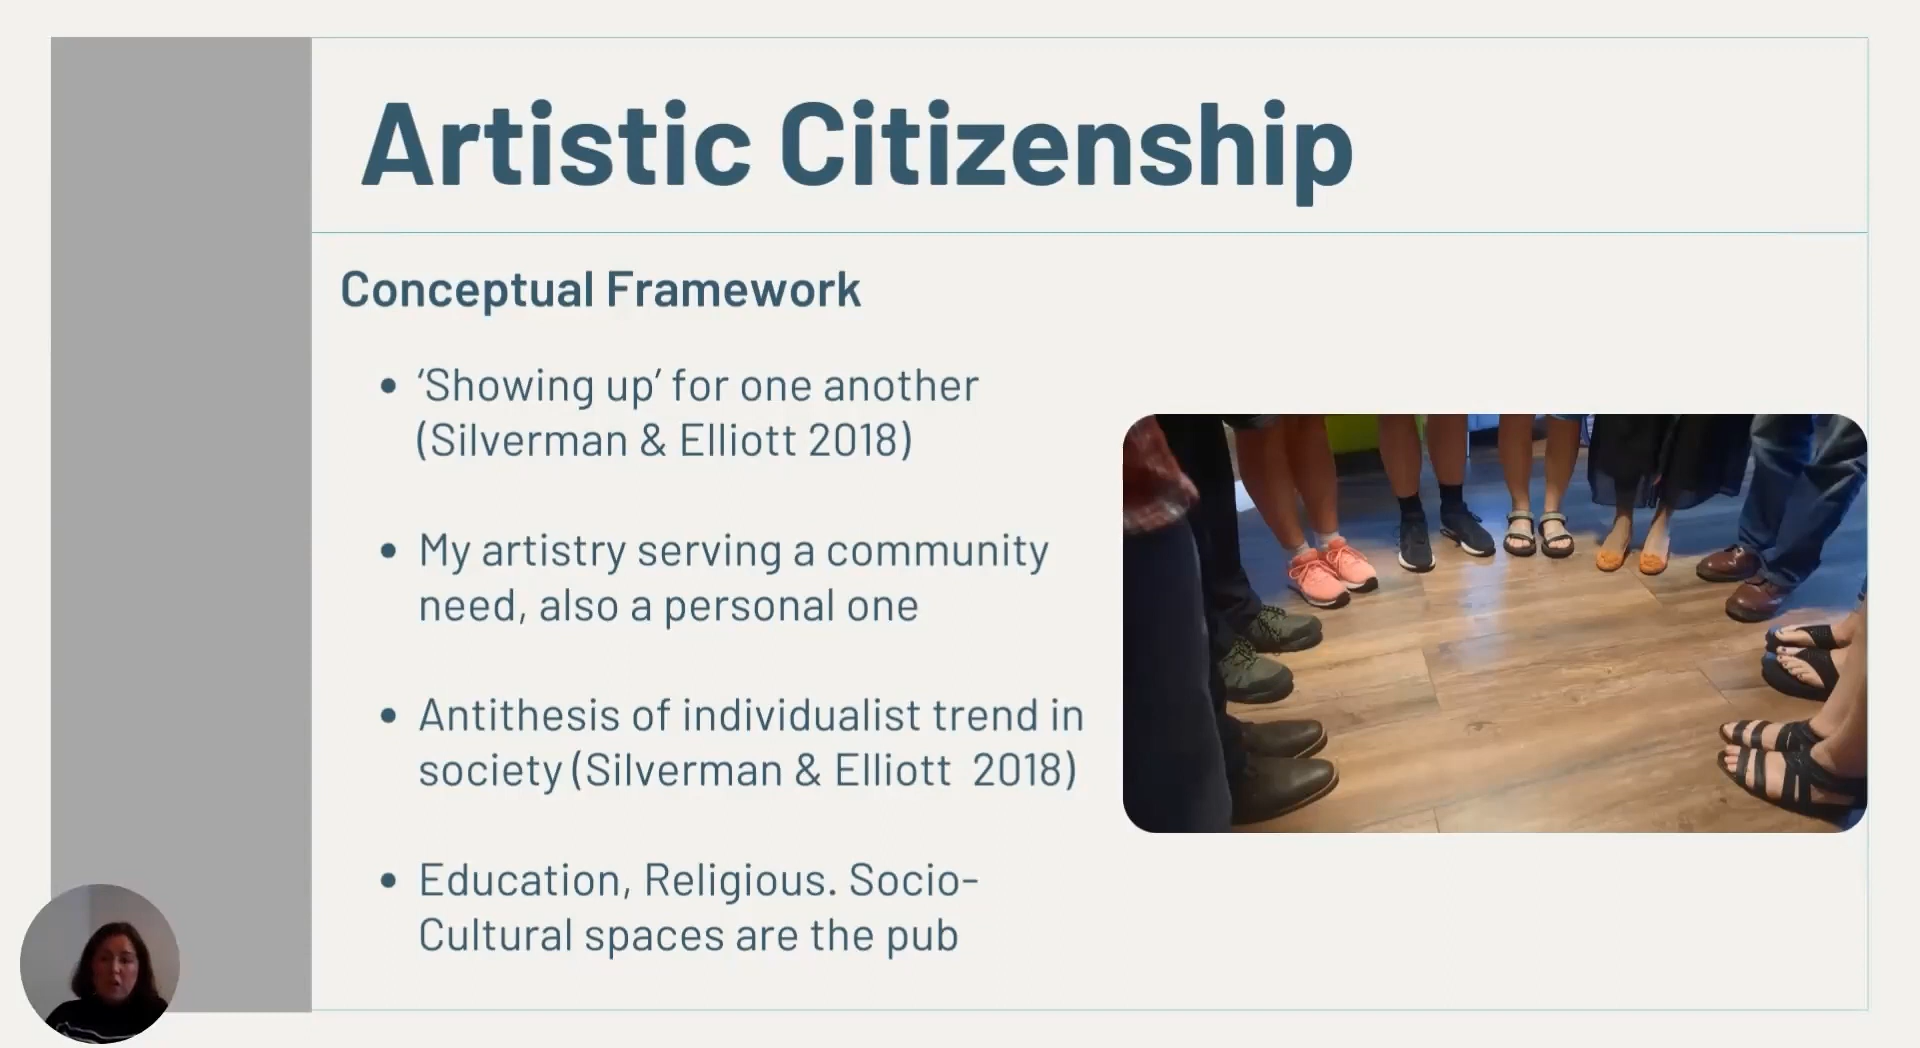 Artistic Citizenship
Conceptual Framework
• ‘Showing up’ for one another
(Silverman & Elliott 2018)
• My artistry serving a community
need, also a personal one
• Antithesis of individualist trend in
society (Silverman & Elliott  2018)
• Education, Religious. Socio-
Cultural spaces are the pub